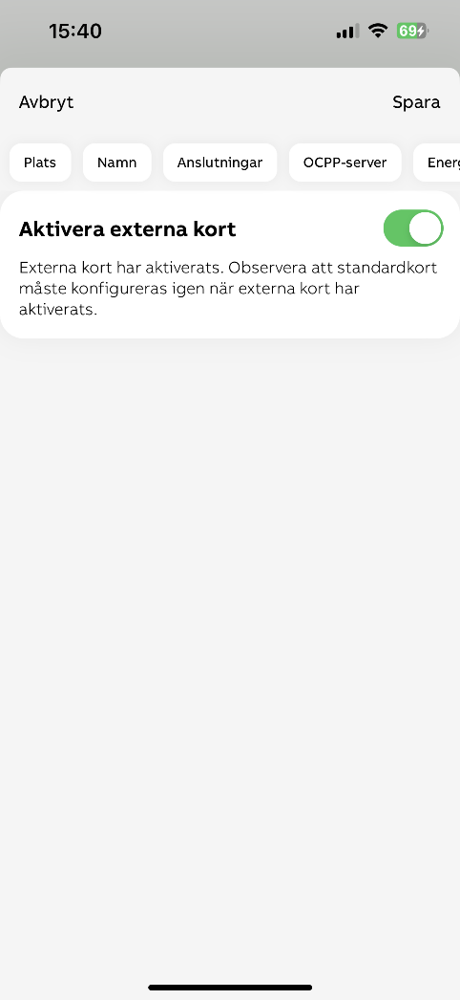 15:40
69
Avbryt
Spara
Plats
Namn
Anslutningar
OCPP-server
Energ
Aktivera externa kort
Externa kort har aktiverats. Observera att standardkort
måste konfigureras igen när externa kort har
aktiverats.